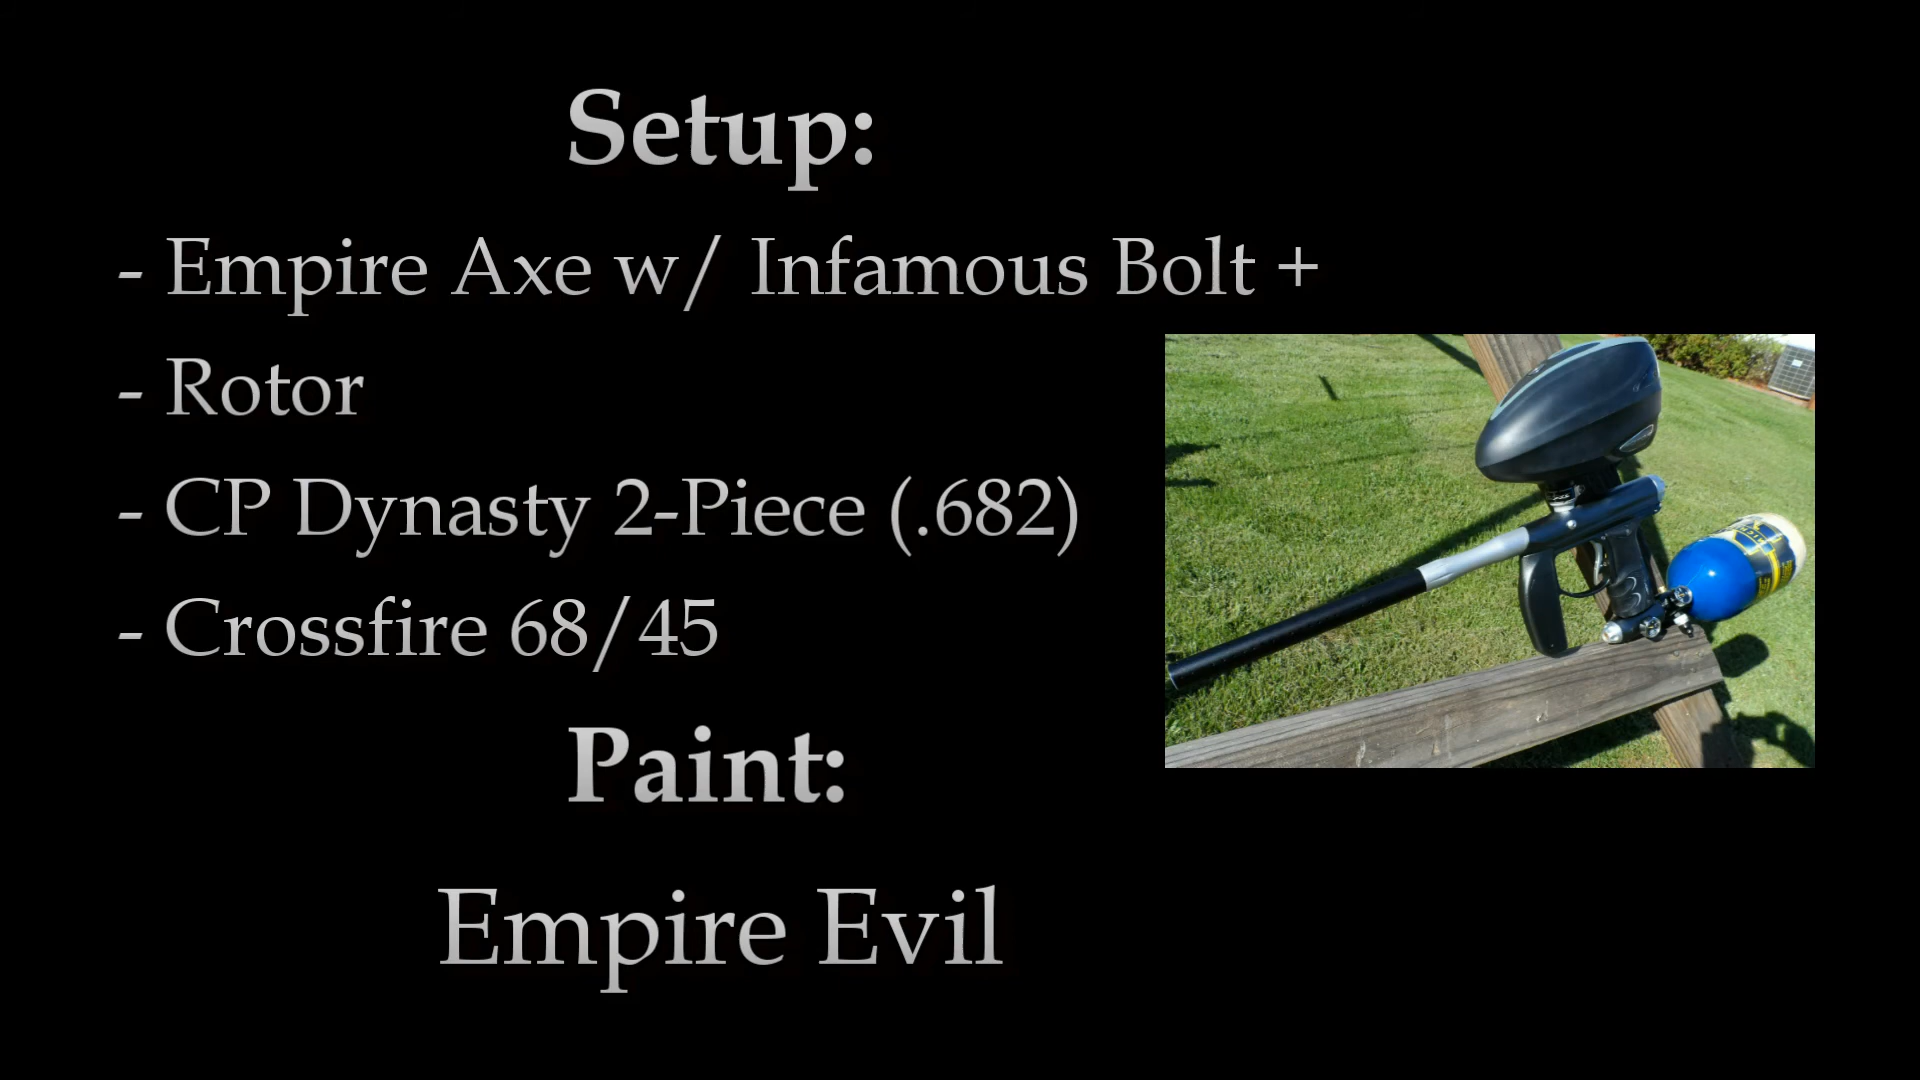 Setup:
- Empire Axe w/ Infamous Bolt +
- Rotor
- CP Dynasty 2-Piece (.682)
- Crossfire 68/45
Paint:
Empire Evil